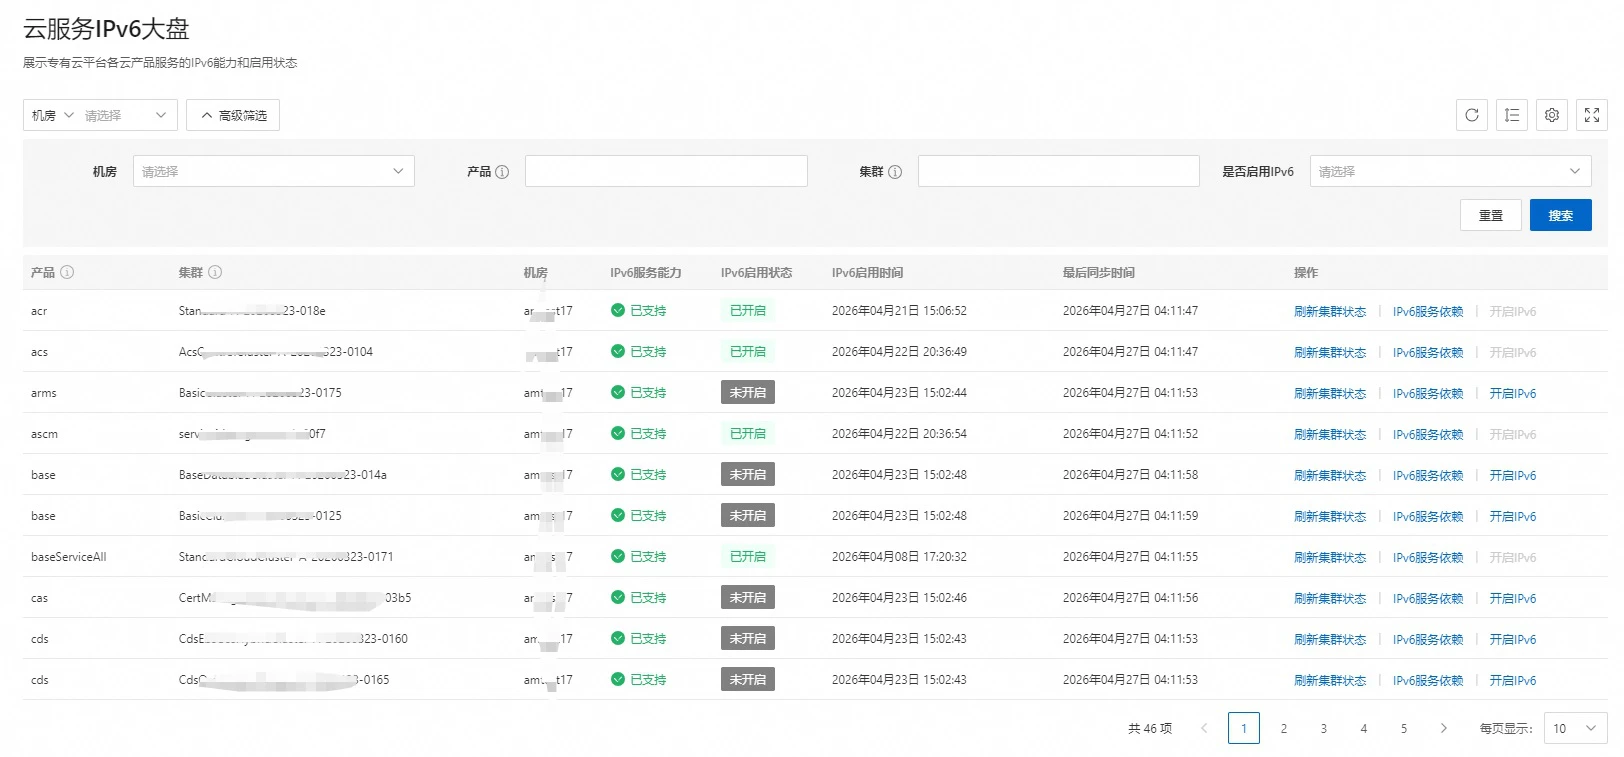 云服务IPv6大盘
展示专有云平台各云产品服务的IPv6能力和启用状态
机房 请选择 高级筛选
机房 请选择 产品 集群 是否启用IPv6 请选择
重置 搜索
产品 集群 机房 IPv6服务能力 IPv6启用状态 IPv6启用时间 最后同步时间 操作
acr 23-018e t17 已支持 已开启 2026年04月21日 15:06:52 2026年04月27日 04:11:47 刷新集群状态 IPv6服务依赖 开启IPv6
acs 323-0104 17 已支持 已开启 2026年04月22日 20:36:49 2026年04月27日 04:11:47 刷新集群状态 IPv6服务依赖 开启IPv6
arms 23-0175 17 已支持 未开启 2026年04月23日 15:02:44 2026年04月27日 04:11:53 刷新集群状态 IPv6服务依赖 开启IPv6
ascm 0f7 已支持 已开启 2026年04月22日 20:36:54 2026年04月27日 04:11:52 刷新集群状态 IPv6服务依赖 开启IPv6
base 23-014a 17 已支持 未开启 2026年04月23日 15:02:48 2026年04月27日 04:11:58 刷新集群状态 IPv6服务依赖 开启IPv6
base -0125 已支持 未开启 2026年04月23日 15:02:48 2026年04月27日 04:11:59 刷新集群状态 IPv6服务依赖 开启IPv6
baseServiceAll 323-0171 已支持 已开启 2026年04月08日 17:20:32 2026年04月27日 04:11:55 刷新集群状态 IPv6服务依赖 开启IPv6
cas 03b5 已支持 未开启 2026年04月23日 15:02:46 2026年04月27日 04:11:56 刷新集群状态 IPv6服务依赖 开启IPv6
cds 323-0160 17 已支持 未开启 2026年04月23日 15:02:43 2026年04月27日 04:11:53 刷新集群状态 IPv6服务依赖 开启IPv6
cds -0165 t17 已支持 未开启 2026年04月23日 15:02:43 2026年04月27日 04:11:53 刷新集群状态 IPv6服务依赖 开启IPv6
共 46 项 1 2 3 4 5 每页显示: 10